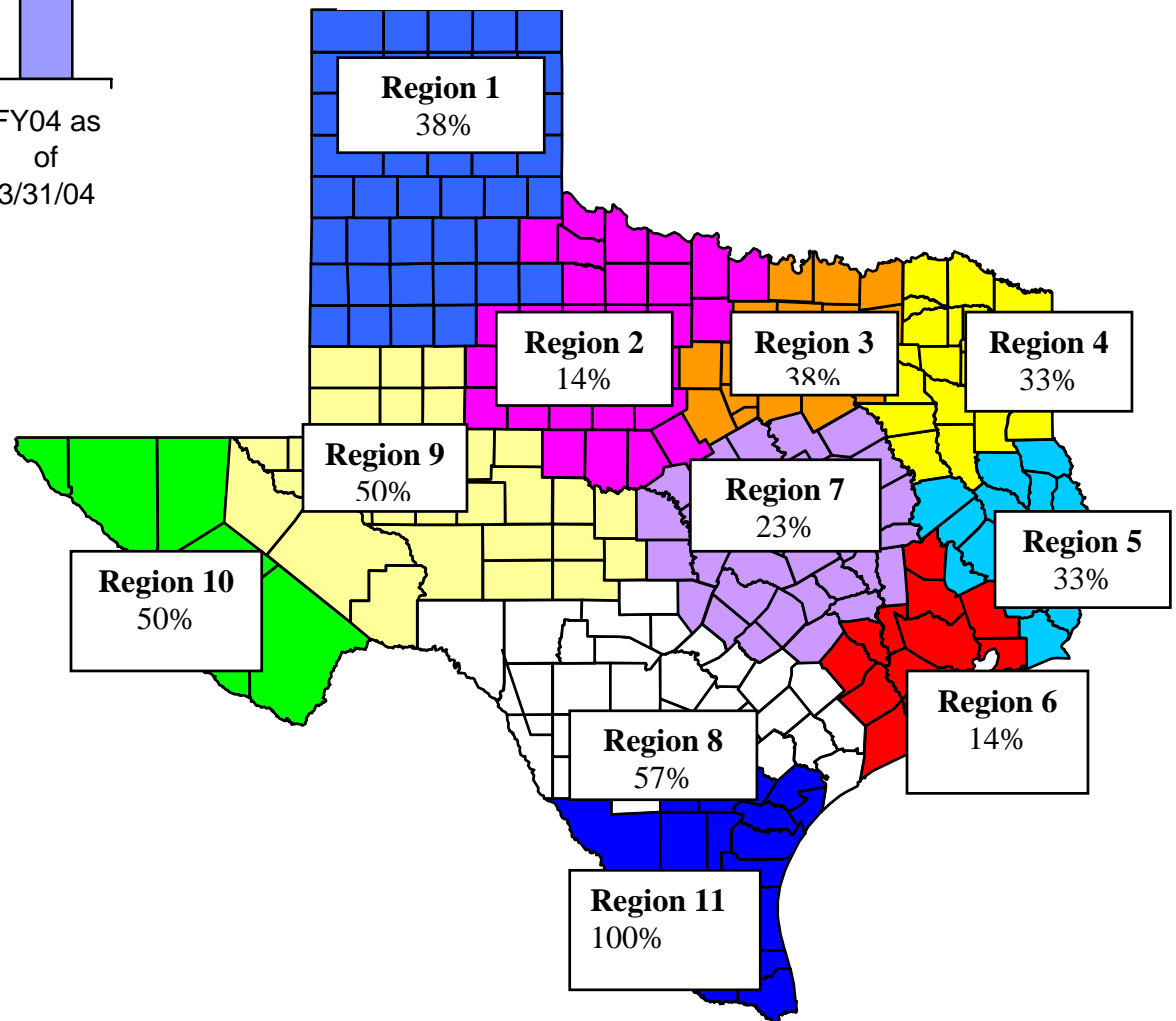 FY04 as
of
3/31/04
Region 1
38%
Region 2
14%
Region 3
38%
Region 4
33%
Region 9
50%
Region 7
23%
Region 5
33%
Region 10
50%
Region 6
14%
Region 8
57%
Region 11
100%